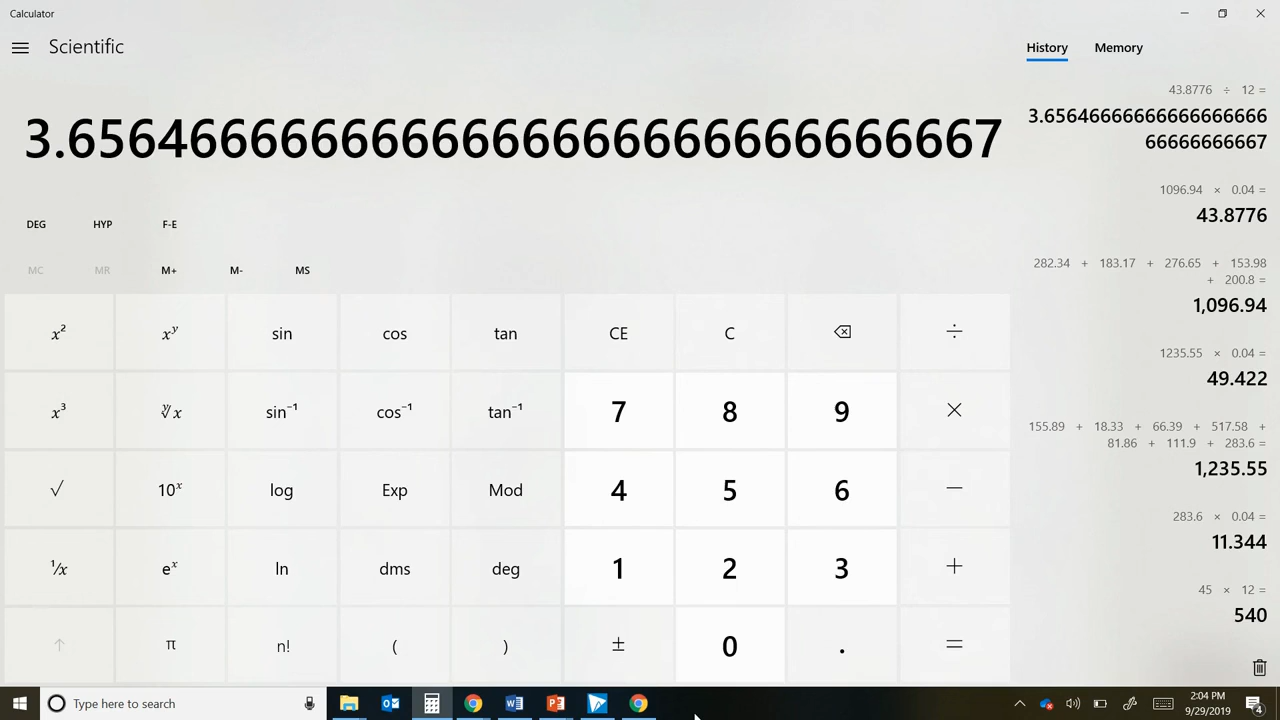 Calculator
Scientific
History
Memory
3.6564666666666666666666666666667
43.8776 ÷ 12 =
3.65646666666666666666
66666666667
1096.94 × 0.04 =
43.8776
282.34 + 183.17 + 276.65 + 153.98
+ 200.8 =
1,096.94
1235.55 × 0.04 =
49.422
155.89 + 18.33 + 66.39 + 517.58 +
81.86 + 111.9 + 283.6 =
1,235.55
283.6 × 0.04 =
11.344
45 × 12 =
540
DEG HYP F-E
MC MR M+ M- MS
x² xʸ sin cos tan CE C ÷
x³ ʸ√x sin⁻¹ cos⁻¹ tan⁻¹ 7 8 9 ×
√ 10ˣ log Exp Mod 4 5 6 −
¹/x eˣ ln dms deg 1 2 3 +
↑ π n! ( ) ± 0 . =
Type here to search
2:04 PM
9/29/2019
4